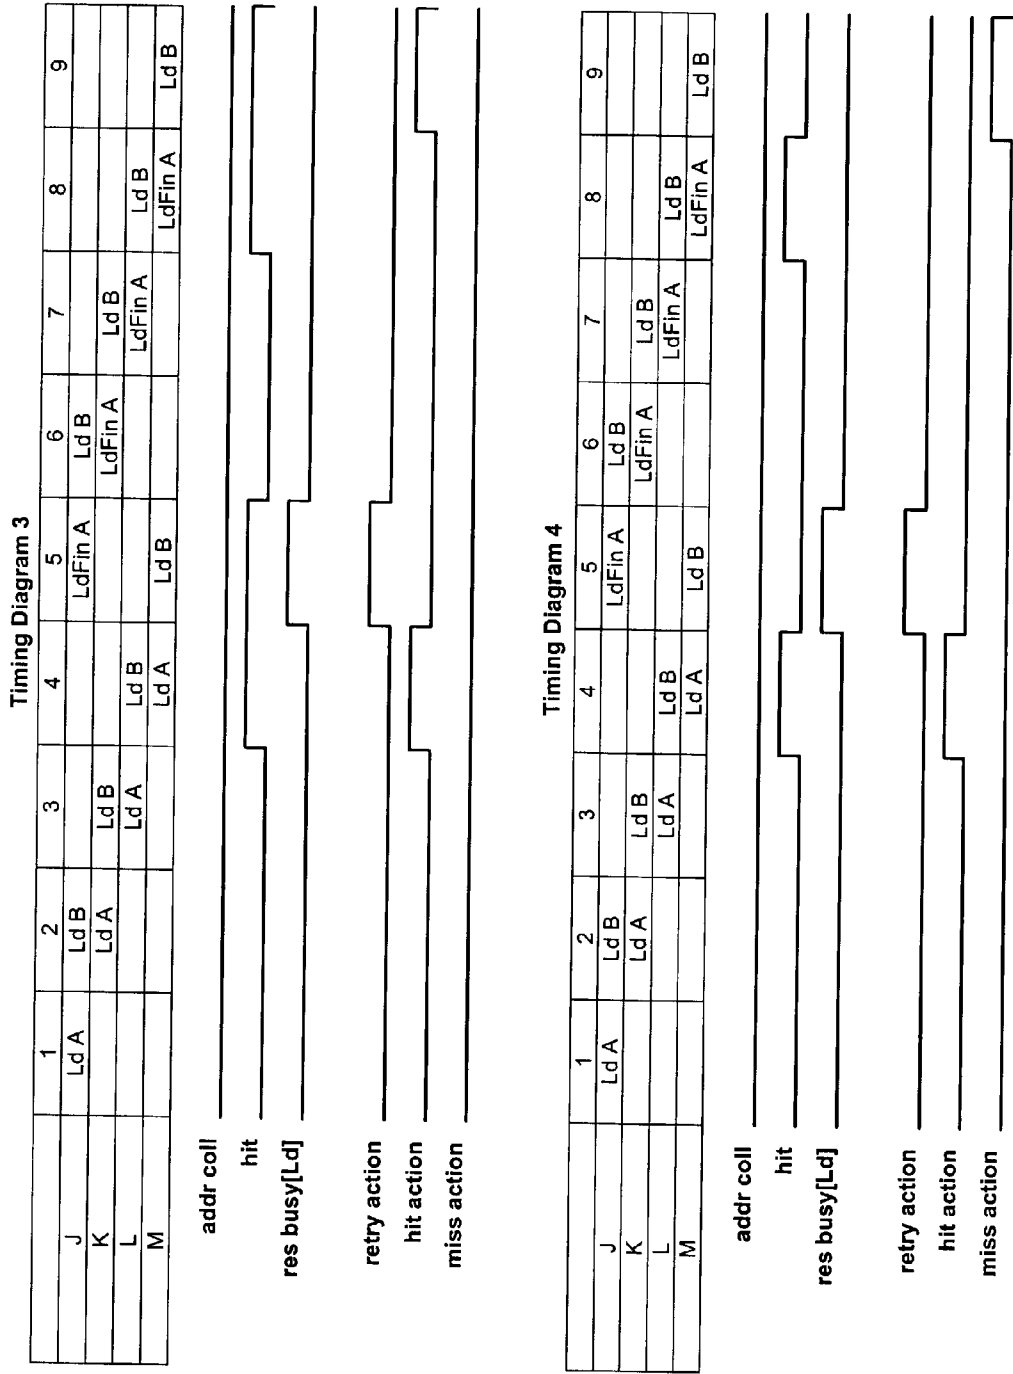 Timing Diagram 3
1 2 3 4 5 6 7 8 9
J Ld A Ld B LdFin A Ld B
K Ld A Ld B LdFin A Ld B
L Ld A Ld B LdFin A Ld B
M Ld A Ld B LdFin A Ld B
addr coll
hit
res busy[Ld]
retry action
hit action
miss action
Timing Diagram 4
1 2 3 4 5 6 7 8 9
J Ld A Ld B LdFin A Ld B
K Ld A Ld B LdFin A Ld B
L Ld A Ld B LdFin A Ld B
M Ld A Ld B LdFin A Ld B
addr coll
hit
res busy[Ld]
retry action
hit action
miss action